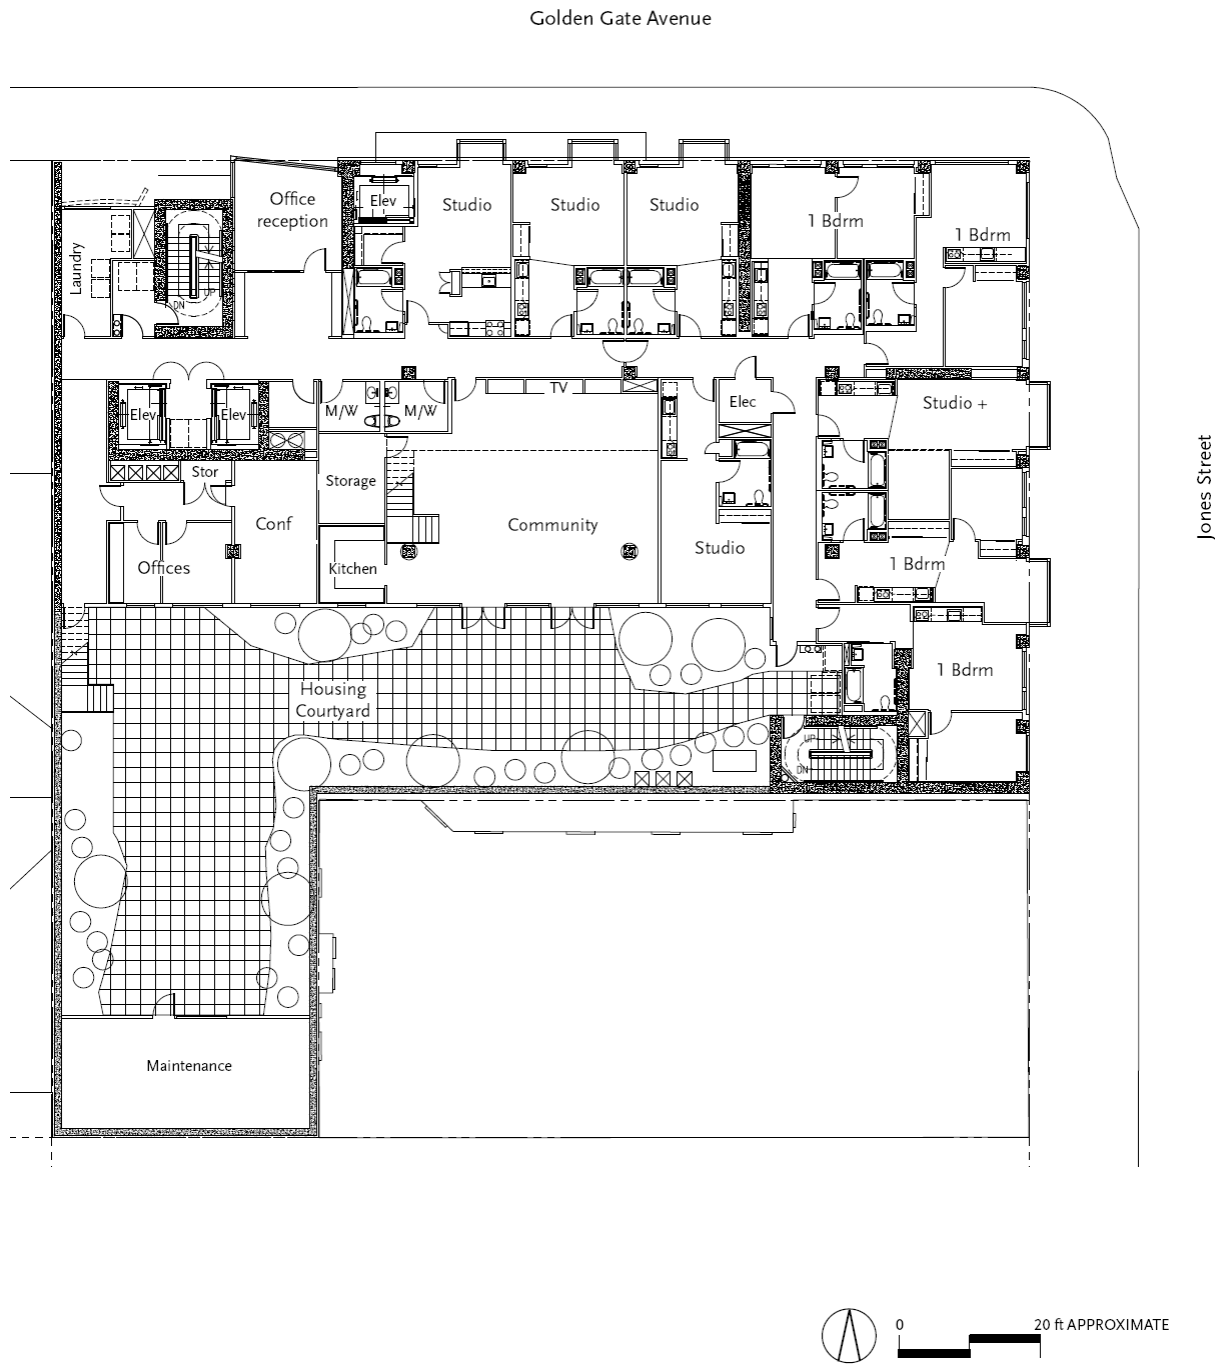 Golden Gate Avenue
Office
reception
Elev
Studio
Studio
Studio
1 Bdrm
1 Bdrm
Laundry
UP
DN
Elev
Elev
M/W
M/W
TV
Elec
Studio +
Stor
Storage
Conf
Community
Offices
Kitchen
Studio
1 Bdrm
Jones Street
1 Bdrm
Housing
Courtyard
UP
DN
Maintenance
0
20 ft APPROXIMATE